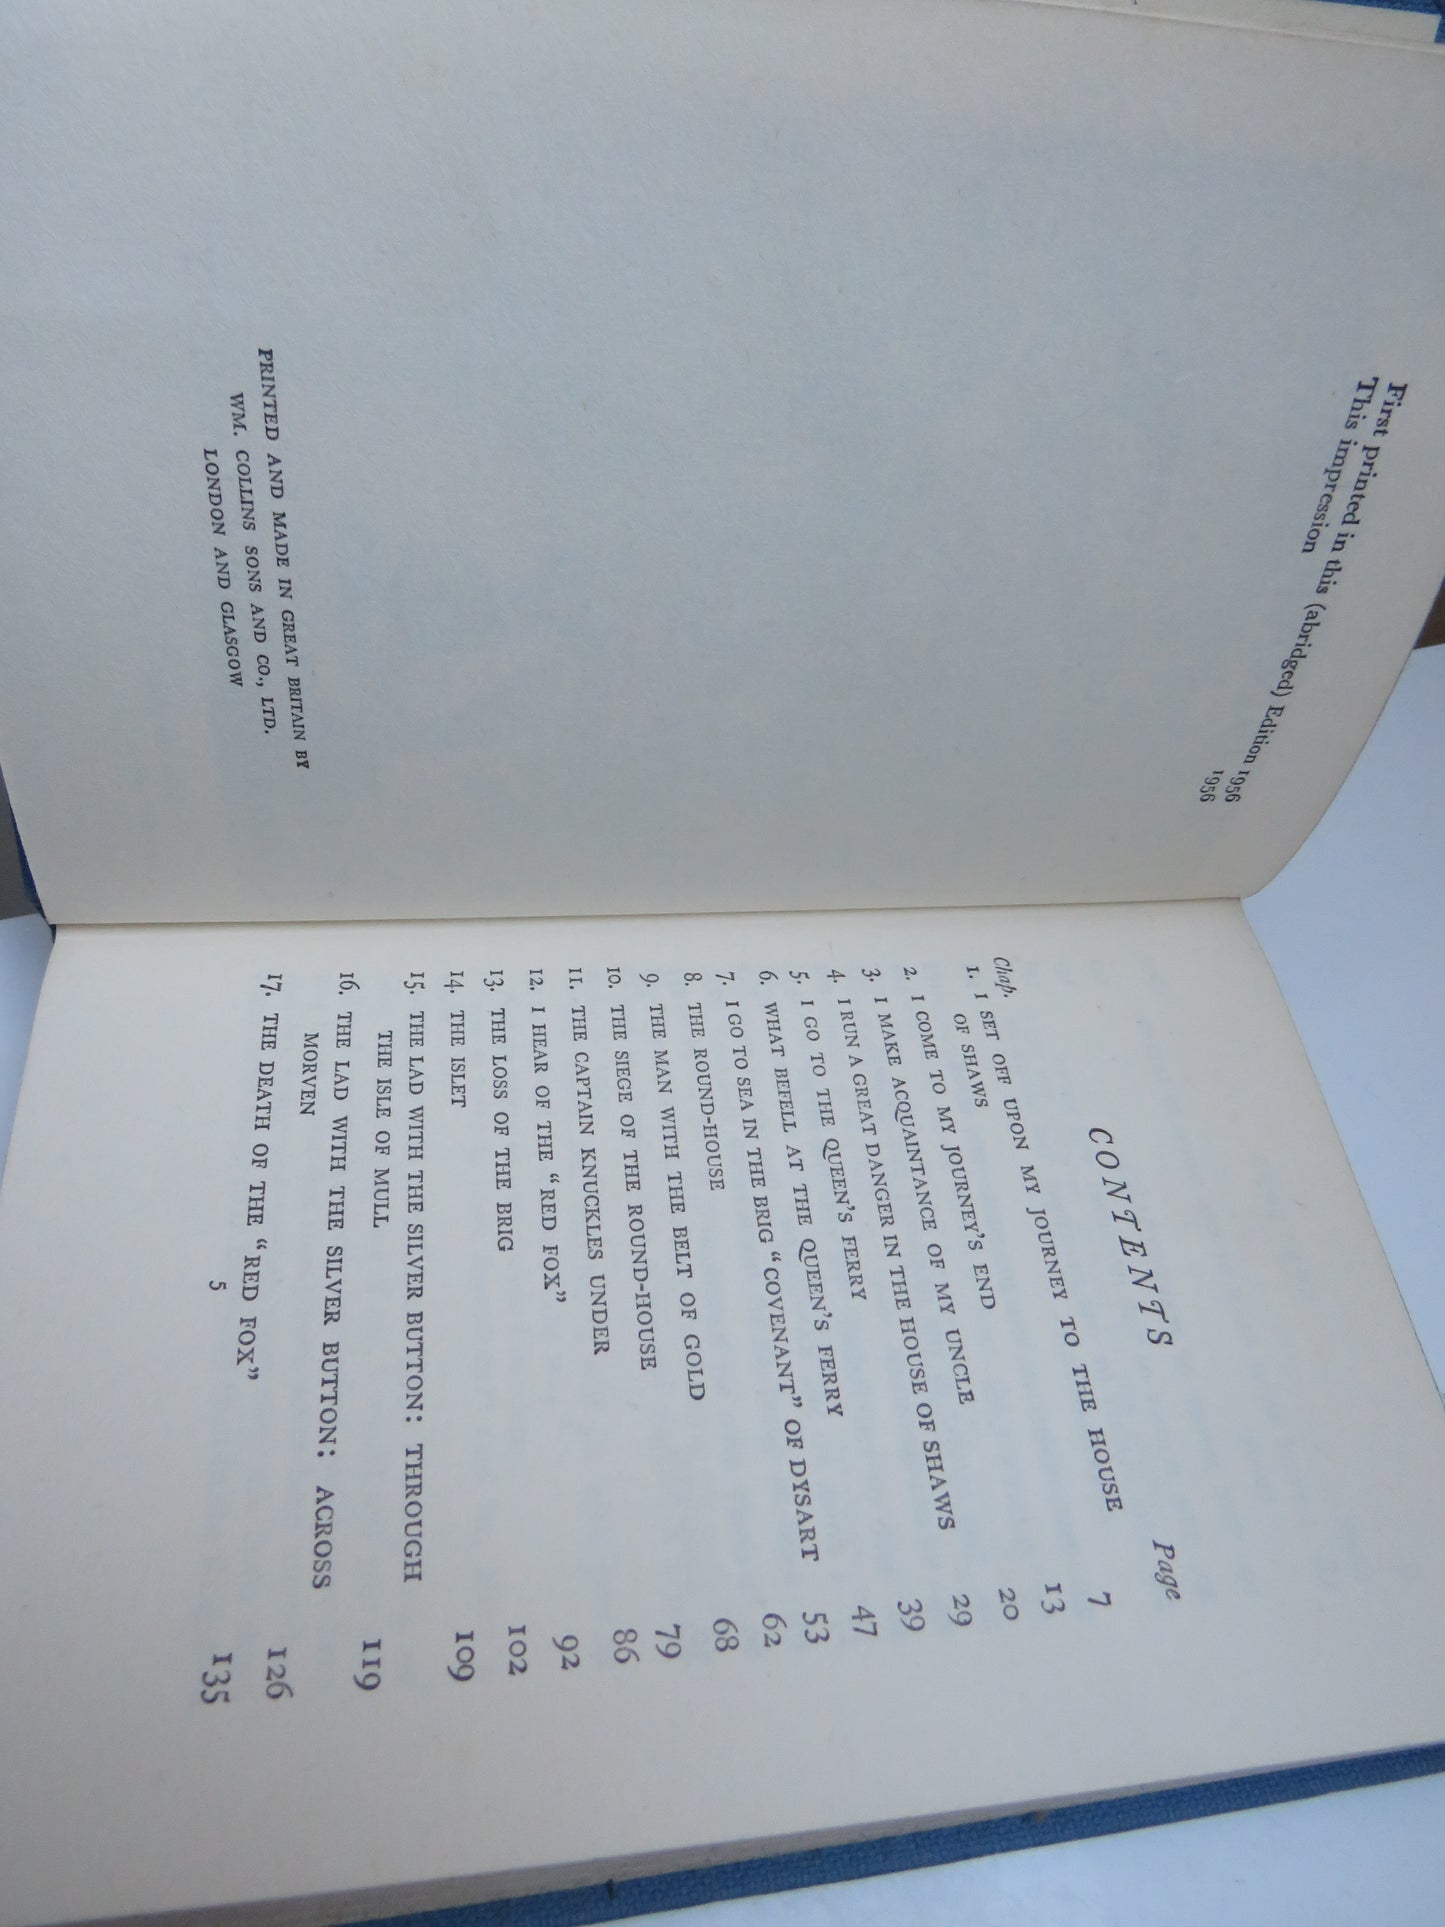 First printed in this (abridged) Edition 1956
This impression 1956
PRINTED AND MADE IN GREAT BRITAIN BY
WM. COLLINS SONS AND CO., LTD.
LONDON AND GLASGOW
CONTENTS
Chap. Page
1. I SET OFF UPON MY JOURNEY TO THE HOUSE
OF SHAWS 7
2. I COME TO MY JOURNEY'S END 13
3. I MAKE ACQUAINTANCE OF MY UNCLE 20
4. I RUN A GREAT DANGER IN THE HOUSE OF SHAWS 29
5. I GO TO THE QUEEN'S FERRY 39
6. WHAT BEFELL AT THE QUEEN'S FERRY 47
7. I GO TO SEA IN THE BRIG “COVENANT” OF DYSART 53
8. THE ROUND-HOUSE 62
9. THE MAN WITH THE BELT OF GOLD 68
10. THE SIEGE OF THE ROUND-HOUSE 79
11. THE CAPTAIN KNUCKLES UNDER 86
12. I HEAR OF THE “RED FOX” 92
13. THE LOSS OF THE BRIG 102
14. THE ISLET 109
15. THE LAD WITH THE SILVER BUTTON: THROUGH
THE ISLE OF MULL 119
16. THE LAD WITH THE SILVER BUTTON: ACROSS
MORVEN 126
17. THE DEATH OF THE “RED FOX” 135
5